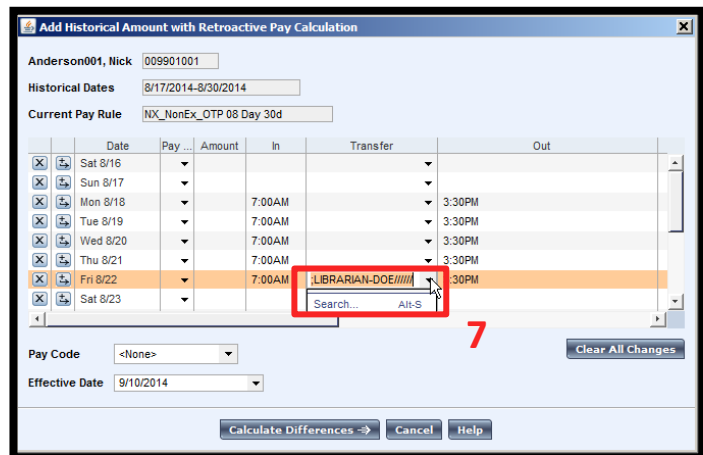 Add Historical Amount with Retroactive Pay Calculation
Anderson001, Nick 009901001
Historical Dates 8/17/2014-8/30/2014
Current Pay Rule NX_NonEx_OTP 08 Day 30d
Date Pay ... Amount In Transfer Out
Sat 8/16
Sun 8/17
Mon 8/18 7:00AM 3:30PM
Tue 8/19 7:00AM 3:30PM
Wed 8/20 7:00AM 3:30PM
Thu 8/21 7:00AM 3:30PM
Fri 8/22 7:00AM ;LIBRARIAN-DOE////// :30PM
Sat 8/23 Search... Alt-S
7
Pay Code <None> Clear All Changes
Effective Date 9/10/2014
Calculate Differences Cancel Help